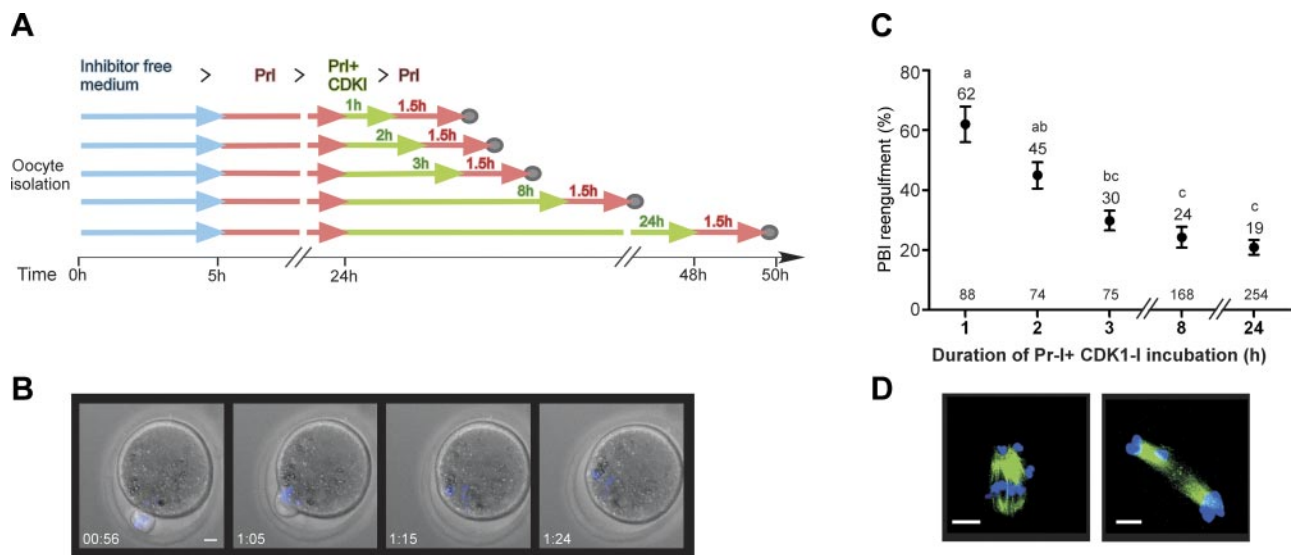 A
Inhibitor free
medium
>
PrI
>
PrI+
CDKI
>
PrI
1h
1.5h
2h
1.5h
3h
1.5h
8h
1.5h
24h
1.5h
Oocyte
isolation
Time
0h
5h
24h
48h
50h
B
00:56
1:05
1:15
1:24
C
PBI reengulfment (%)
80
60
40
20
0
a
62
ab
45
bc
30
c
24
c
19
88
74
75
168
254
1
2
3
8
24
Duration of Pr-I+ CDK1-I incubation (h)
D